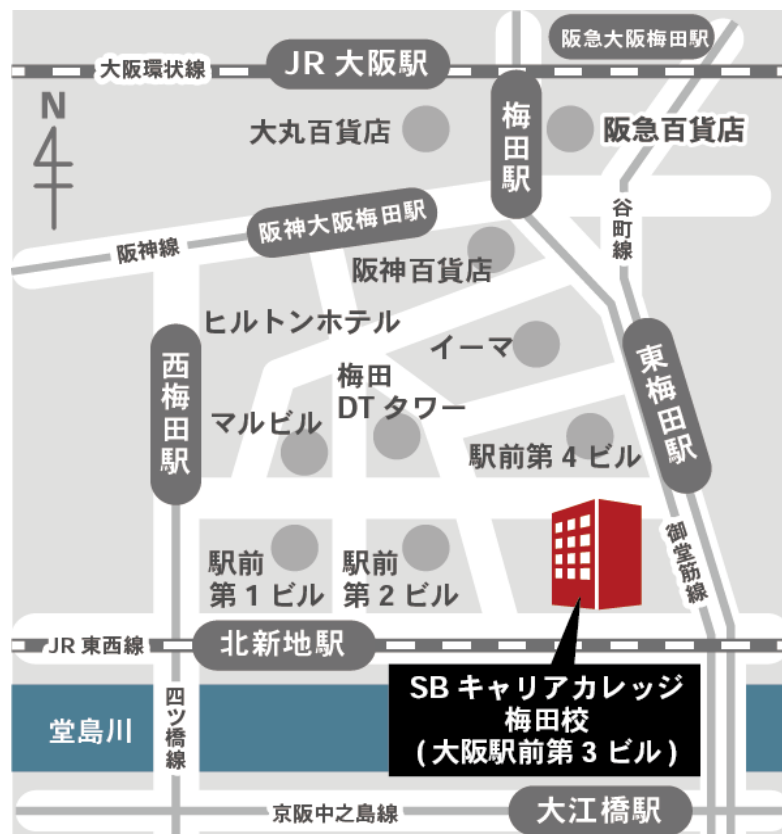 阪急大阪梅田駅
大阪環状線
JR 大阪駅
N
大丸百貨店
梅田駅
阪急百貨店
谷町線
阪神大阪梅田駅
阪神線
阪神百貨店
ヒルトンホテル
イーマ
西梅田駅
梅田
DT タワー
東梅田駅
マルビル
駅前第 4 ビル
御堂筋線
駅前
第 1 ビル
駅前
第 2 ビル
JR 東西線
北新地駅
SB キャリアカレッジ
梅田校
( 大阪駅前第 3 ビル )
四ツ橋線
堂島川
京阪中之島線
大江橋駅